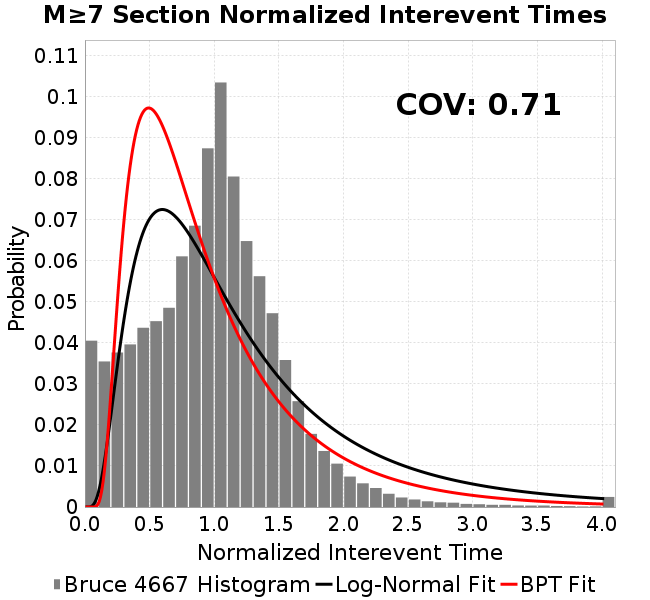 M≥7 Section Normalized Interevent Times
COV: 0.71
Probability
0.11
0.1
0.09
0.08
0.07
0.06
0.05
0.04
0.03
0.02
0.01
0
0.0 0.5 1.0 1.5 2.0 2.5 3.0 3.5 4.0
Normalized Interevent Time
Bruce 4667 Histogram Log-Normal Fit BPT Fit